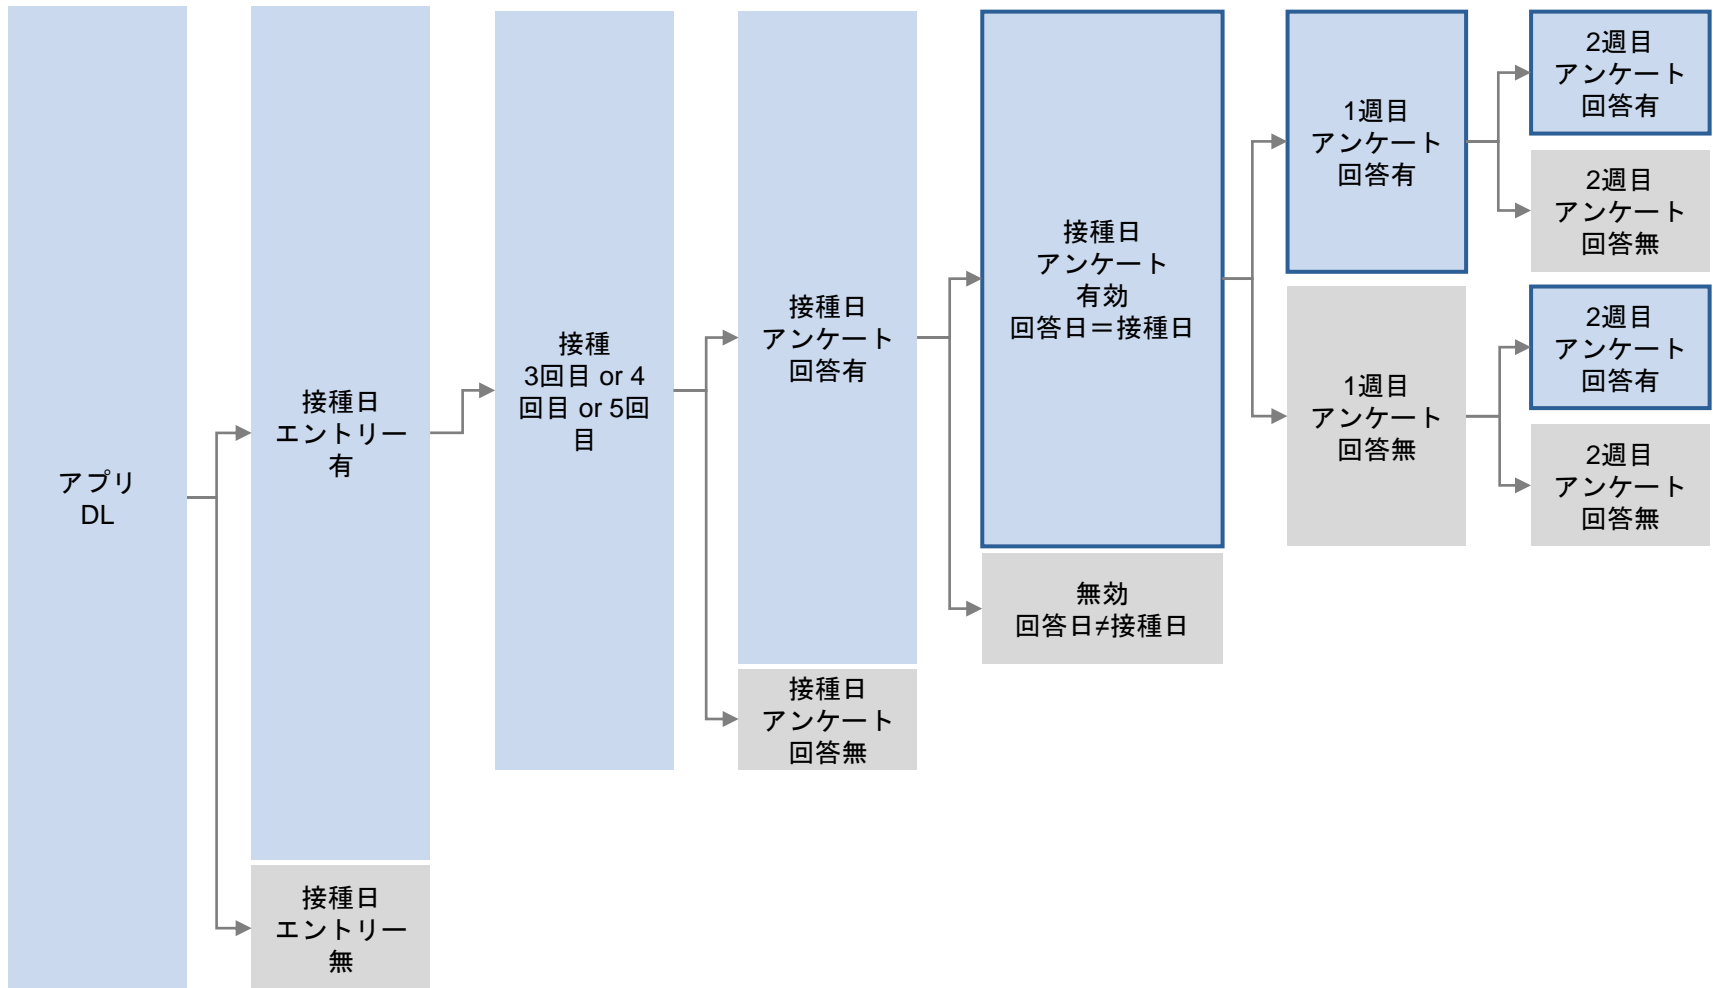 アプリ
DL
接種日
エントリー
有
接種日
エントリー
無
接種
3回目 or 4
回目 or 5回
目
接種日
アンケート
回答有
接種日
アンケート
回答無
接種日
アンケート
有効
回答日＝接種日
無効
回答日≠接種日
1週目
アンケート
回答有
1週目
アンケート
回答無
2週目
アンケート
回答有
2週目
アンケート
回答無
2週目
アンケート
回答有
2週目
アンケート
回答無